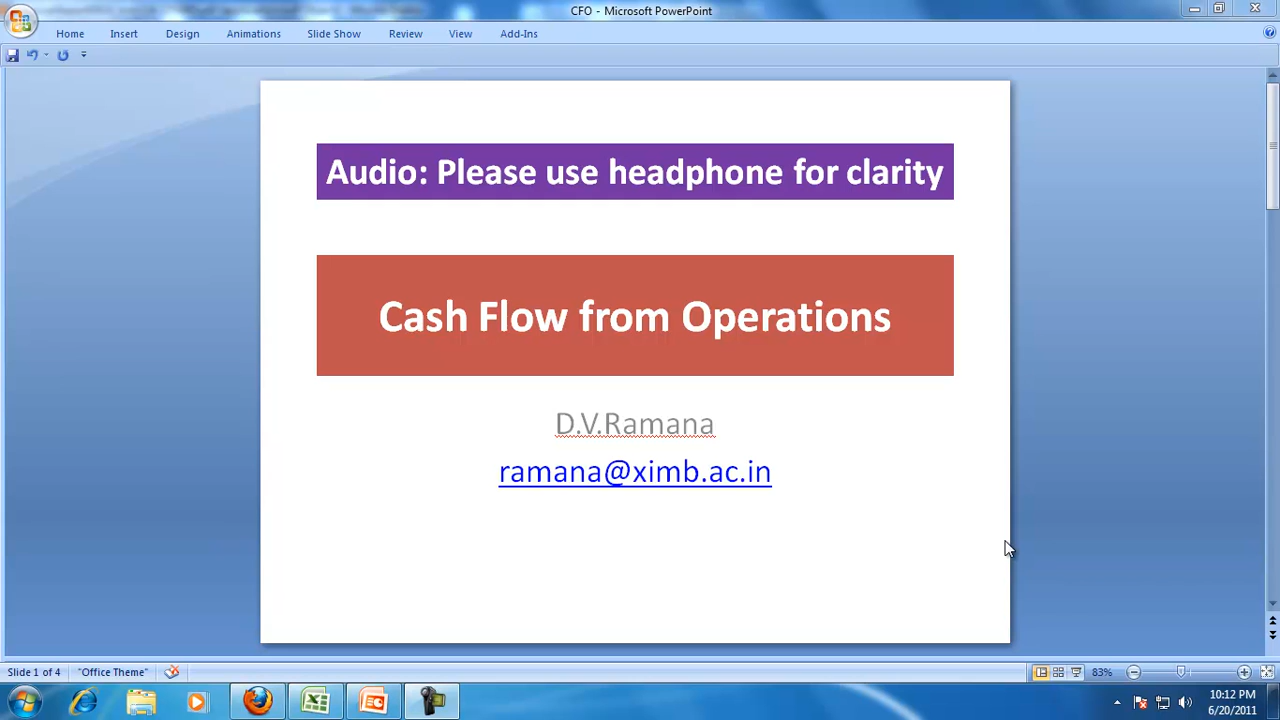 CFO - Microsoft PowerPoint
Home Insert Design Animations Slide Show Review View Add-Ins
Audio: Please use headphone for clarity
Cash Flow from Operations
D.V.Ramana
ramana@ximb.ac.in
Slide 1 of 4 "Office Theme" 83%
10:12 PM
6/20/2011